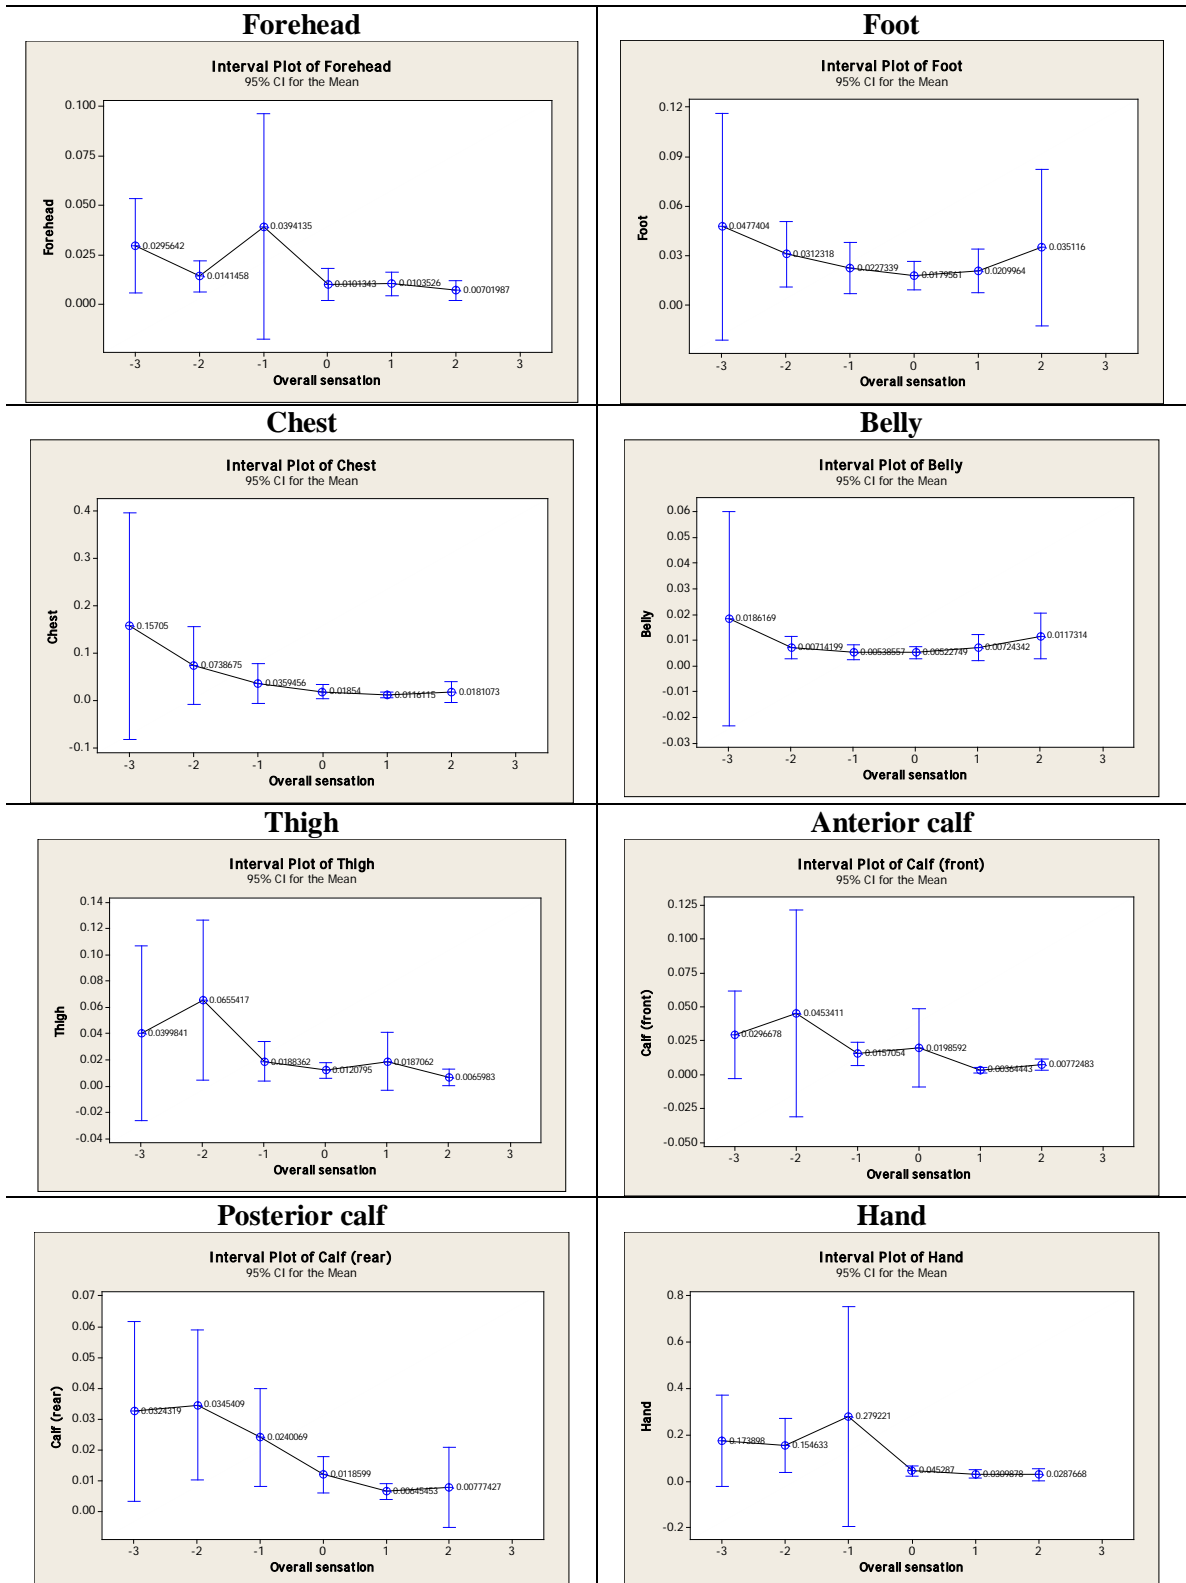 Forehead
Interval Plot of Forehead
95% CI for the Mean
0.100
0.075
0.050
0.025
0.000
Forehead
0.0295642
0.0141458
0.0394135
0.0101343
0.0103526
0.00701987
-3 -2 -1 0 1 2 3
Overall sensation
Foot
Interval Plot of Foot
95% CI for the Mean
0.12
0.09
0.06
0.03
0.00
Foot
0.0477404
0.0312318
0.0227339
0.0179561
0.0209964
0.035116
-3 -2 -1 0 1 2 3
Overall sensation
Chest
Interval Plot of Chest
95% CI for the Mean
0.4
0.3
0.2
0.1
0.0
-0.1
Chest
0.15705
0.0738675
0.0359456
0.01854
0.0116115
0.0181073
-3 -2 -1 0 1 2 3
Overall sensation
Belly
Interval Plot of Belly
95% CI for the Mean
0.06
0.05
0.04
0.03
0.02
0.01
0.00
-0.01
-0.02
-0.03
Belly
0.0186169
0.00714199
0.00538557
0.00522749
0.00724342
0.0117314
-3 -2 -1 0 1 2 3
Overall sensation
Thigh
Interval Plot of Thigh
95% CI for the Mean
0.14
0.12
0.10
0.08
0.06
0.04
0.02
0.00
-0.02
-0.04
Thigh
0.0399841
0.0655417
0.0188362
0.0120795
0.0187062
0.0065983
-3 -2 -1 0 1 2 3
Overall sensation
Anterior calf
Interval Plot of Calf (front)
95% CI for the Mean
0.125
0.100
0.075
0.050
0.025
0.000
-0.025
-0.050
Calf (front)
0.0296678
0.0453411
0.0157054
0.0198592
0.00364443
0.00772483
-3 -2 -1 0 1 2 3
Overall sensation
Posterior calf
Interval Plot of Calf (rear)
95% CI for the Mean
0.07
0.06
0.05
0.04
0.03
0.02
0.01
0.00
Calf (rear)
0.0324319
0.0345409
0.0240069
0.0118599
0.00645453
0.00777427
-3 -2 -1 0 1 2 3
Overall sensation
Hand
Interval Plot of Hand
95% CI for the Mean
0.8
0.6
0.4
0.2
0.0
-0.2
Hand
0.173898
0.154633
0.279221
0.045287
0.0309878
0.0287668
-3 -2 -1 0 1 2 3
Overall sensation